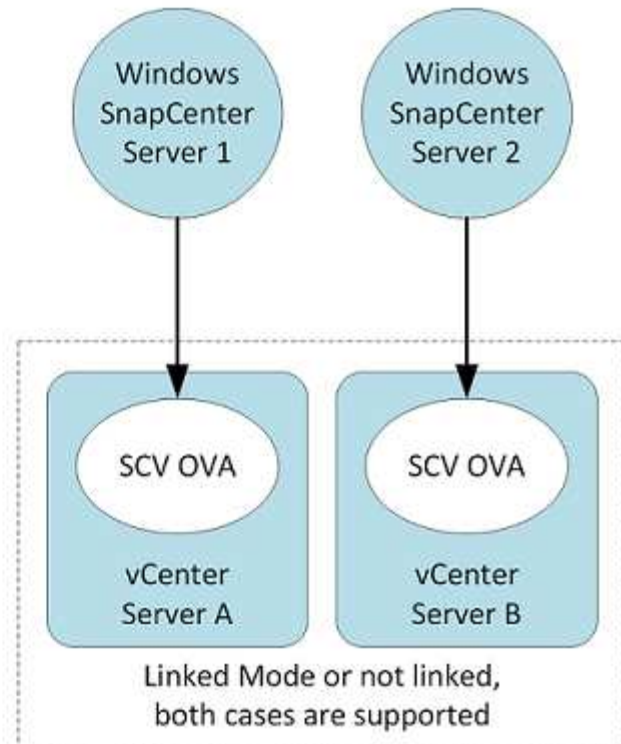 Windows
SnapCenter
Server 1
Windows
SnapCenter
Server 2
SCV OVA
vCenter
Server A
SCV OVA
vCenter
Server B
Linked Mode or not linked,
both cases are supported